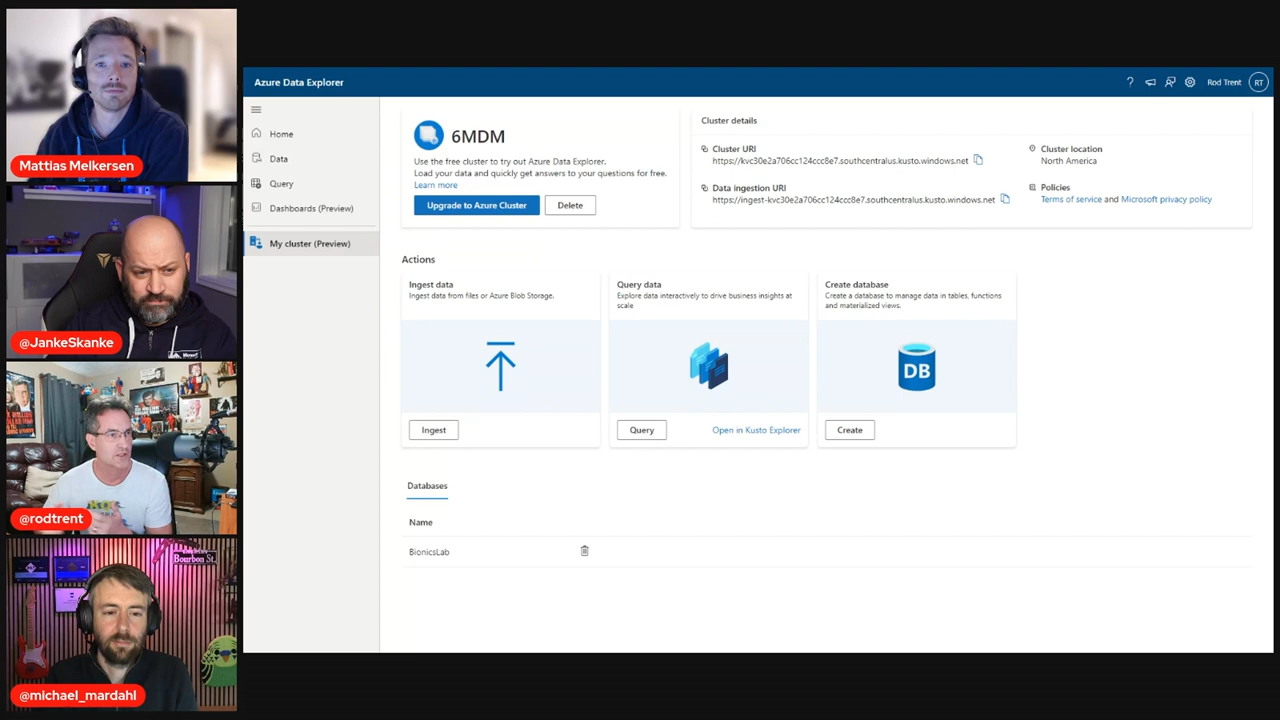 Mattias Melkersen
@JankeSkanke
@rodtrent
Bourbon St.
@michael_mardahl
Azure Data Explorer
Rod Trent
RT
Home
Data
Query
Dashboards (Preview)
My cluster (Preview)
6MDM
Use the free cluster to try out Azure Data Explorer.
Load your data and quickly get answers to your questions for free.
Learn more
Upgrade to Azure Cluster
Delete
Cluster details
Cluster URI
https://kvc30e2a706cc124ccc8e7.southcentralus.kusto.windows.net
Data ingestion URI
https://ingest-kvc30e2a706cc124ccc8e7.southcentralus.kusto.windows.net
Cluster location
North America
Policies
Terms of service and Microsoft privacy policy
Actions
Ingest data
Ingest data from files or Azure Blob Storage.
Ingest
Query data
Explore data interactively to drive business insights at
scale
Query
Open in Kusto Explorer
Create database
Create a database to manage data in tables, functions
and materialized views.
DB
Create
Databases
Name
BionicsLab